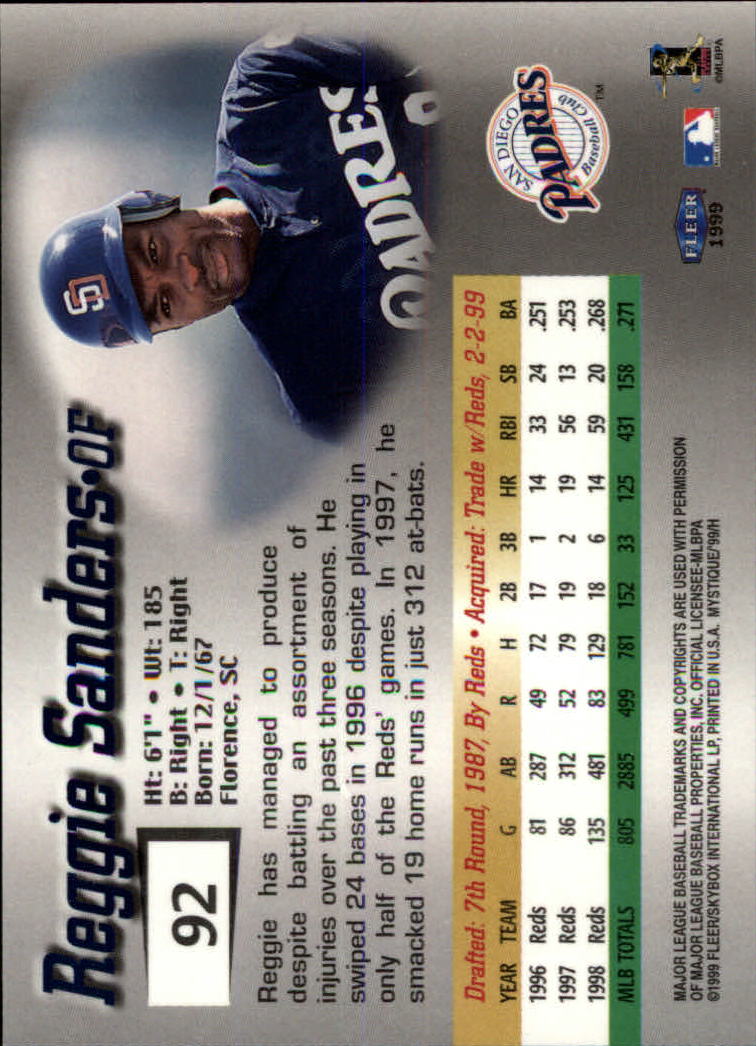 Reggie Sanders•OF
92
Ht: 6'1" • Wt: 185
B: Right • T: Right
Born: 12/1/67
Florence, SC
Reggie has managed to produce
despite battling an assortment of
injuries over the past three seasons. He
swiped 24 bases in 1996 despite playing in
only half of the Reds' games. In 1997, he
smacked 19 home runs in just 312 at-bats.
SD
PADRES
Drafted: 7th Round, 1987, By Reds • Acquired: Trade w/Reds, 2-2-99
YEAR TEAM G AB R H 2B 3B HR RBI SB BA
1996 Reds 81 287 49 72 17 1 14 33 24 .251
1997 Reds 86 312 52 79 19 2 19 56 13 .253
1998 Reds 135 481 83 129 18 6 14 59 20 .268
MLB TOTALS 805 2885 499 781 152 33 125 431 158 .271
SAN DIEGO
PADRES
Baseball Club
TM
MAJOR LEAGUE BASEBALL TRADEMARKS AND COPYRIGHTS ARE USED WITH PERMISSION
OF MAJOR LEAGUE BASEBALL PROPERTIES, INC. OFFICIAL LICENSEE-MLBPA
©1999 FLEER/SKYBOX INTERNATIONAL LP, PRINTED IN U.S.A. MYSTIQUE/'99/H
FLEER
1999
©MLBPA